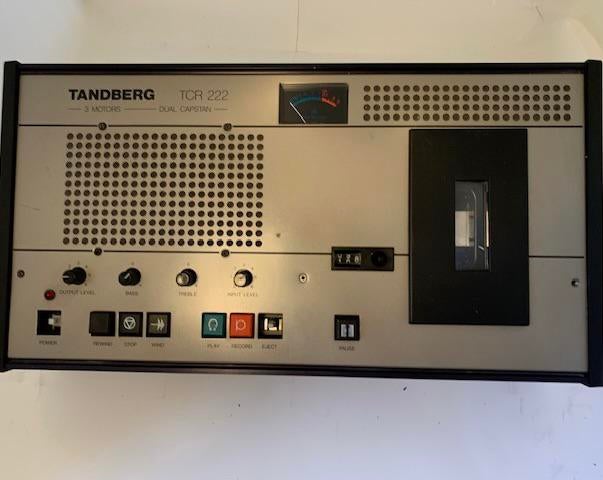 TANDBERG TCR 222
3 MOTORS DUAL CAPSTAN
OUTPUT LEVEL BASS TREBLE INPUT LEVEL
POWER REWIND STOP WIND PLAY RECORD EJECT PAUSE